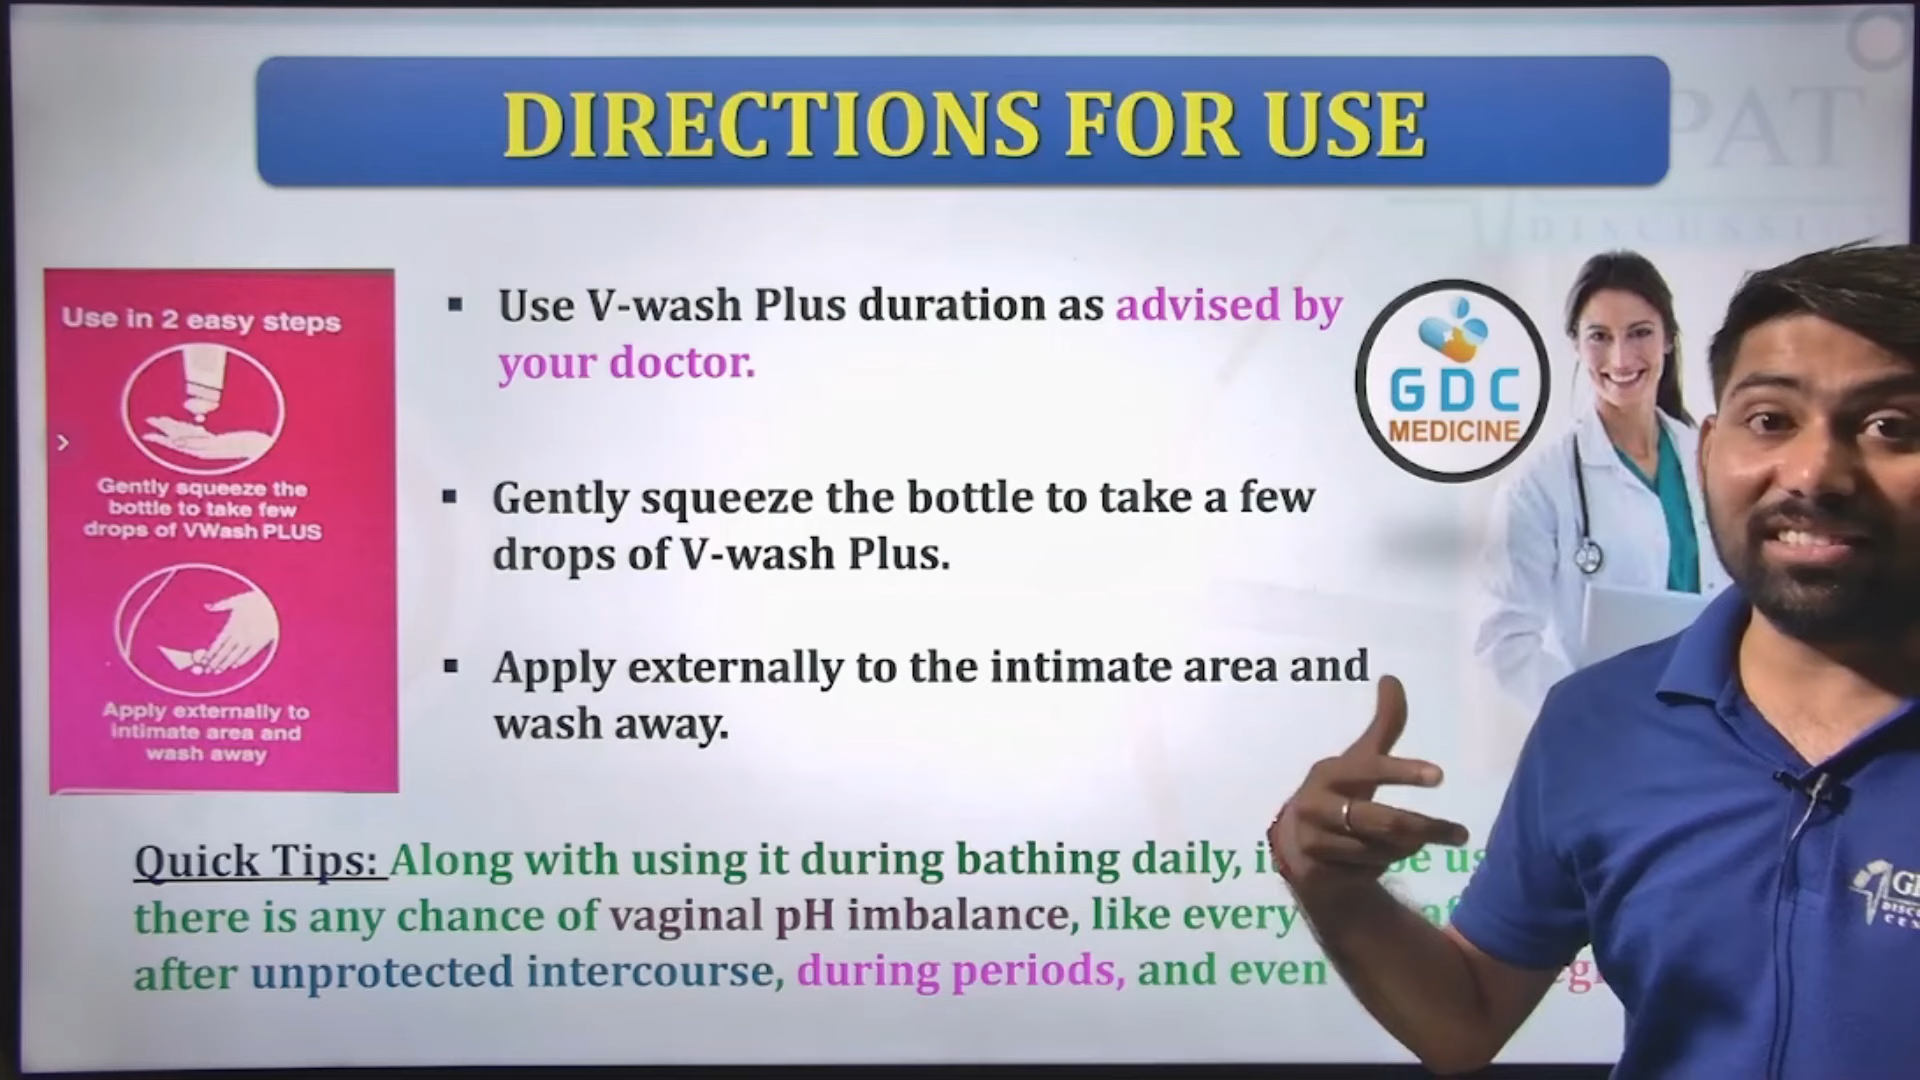 DIRECTIONS FOR USE
PAT
DISCUSSI
Use in 2 easy steps
Gently squeeze the
bottle to take few
drops of VWash PLUS
Apply externally to
intimate area and
wash away
▪ Use V-wash Plus duration as advised by
your doctor.
▪ Gently squeeze the bottle to take a few
drops of V-wash Plus.
▪ Apply externally to the intimate area and
wash away.
GDC
MEDICINE
Quick Tips: Along with using it during bathing daily,
there is any chance of vaginal pH imbalance, like every
after unprotected intercourse, during periods, and even